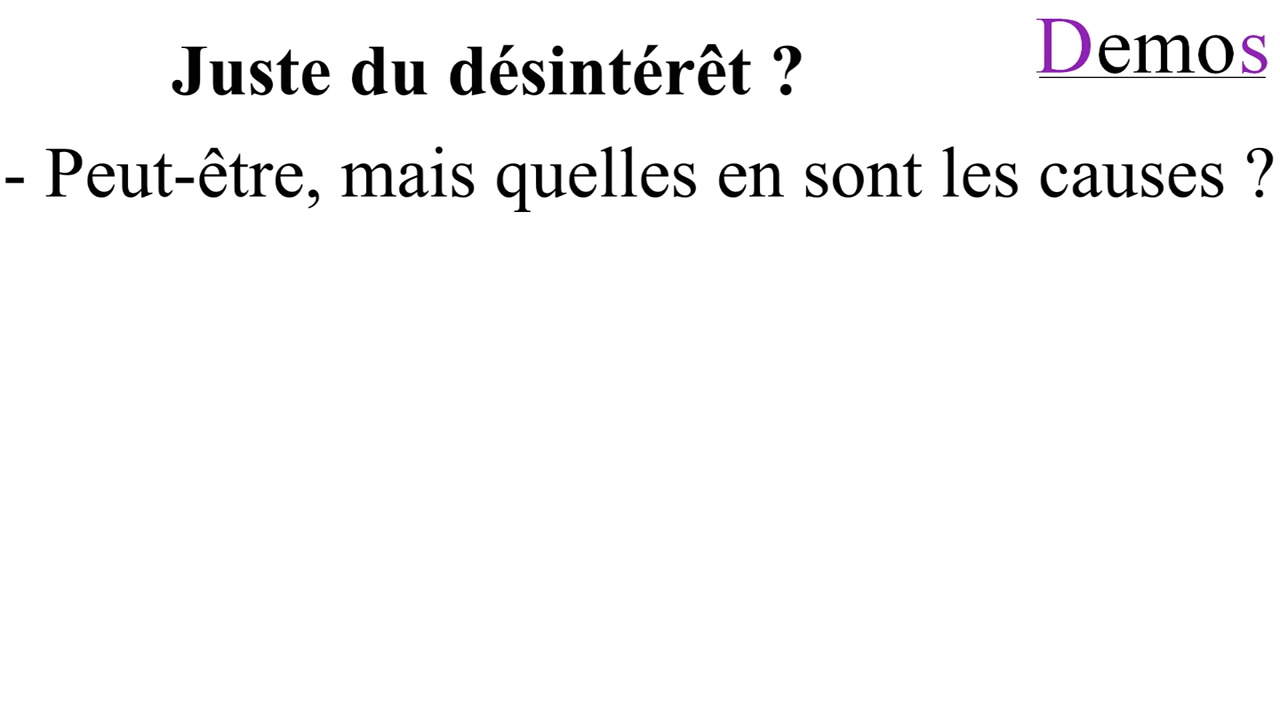 Juste du désintérêt ?
Demos
- Peut-être, mais quelles en sont les causes ?